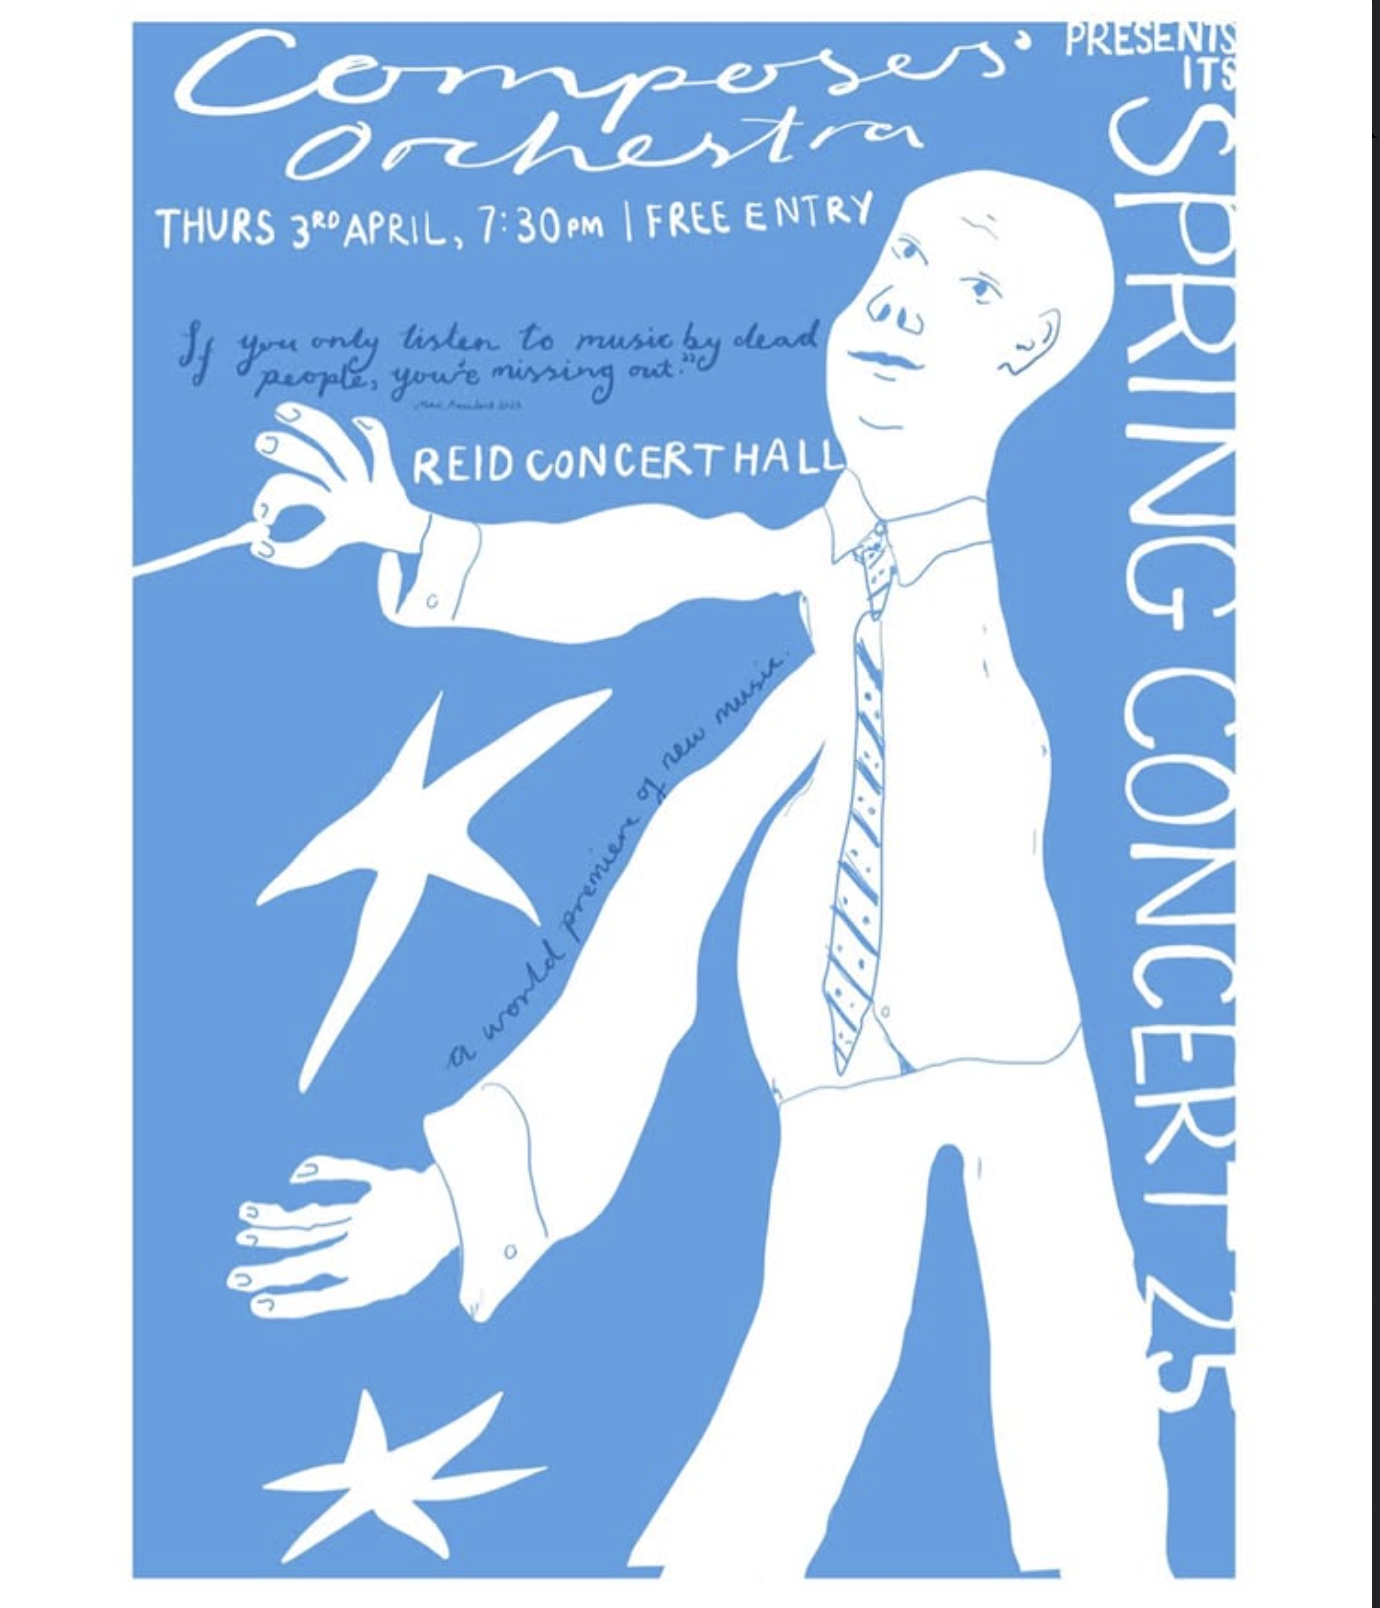 Composers'
Orchestra
PRESENTS
ITS
SPRING CONCERT 25
THURS 3RD APRIL, 7:30PM | FREE ENTRY
If you only listen to music by dead
people, you're missing out."
REID CONCERT HALL
a world premiere of new music.